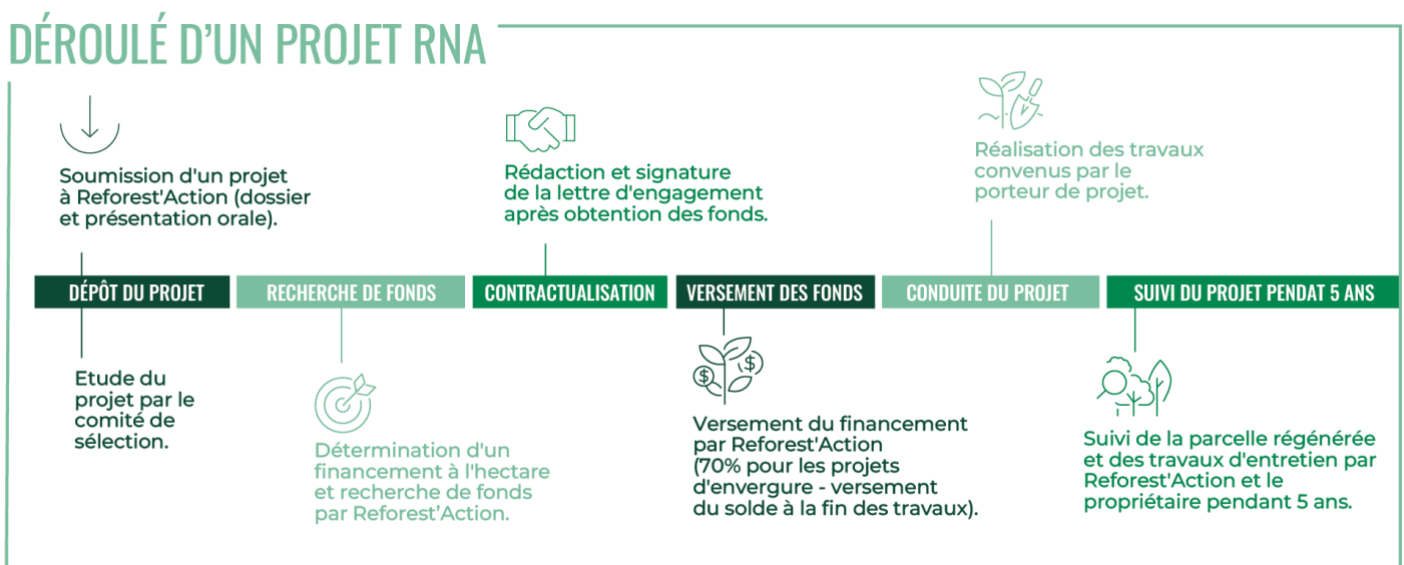 DÉROULÉ D'UN PROJET RNA
Soumission d'un projet
à Reforest'Action (dossier
et présentation orale).
Rédaction et signature
de la lettre d'engagement
après obtention des fonds.
Réalisation des travaux
convenus par le
porteur de projet.
DÉPÔT DU PROJET
RECHERCHE DE FONDS
CONTRACTUALISATION
VERSEMENT DES FONDS
CONDUITE DU PROJET
SUIVI DU PROJET PENDAT 5 ANS
Etude du
projet par le
comité de
sélection.
Détermination d'un
financement à l'hectare
et recherche de fonds
par Reforest’Action.
Versement du financement
par Reforest'Action
(70% pour les projets
d'envergure - versement
du solde à la fin des travaux).
Suivi de la parcelle régénérée
et des travaux d'entretien par
Reforest'Action et le
propriétaire pendant 5 ans.